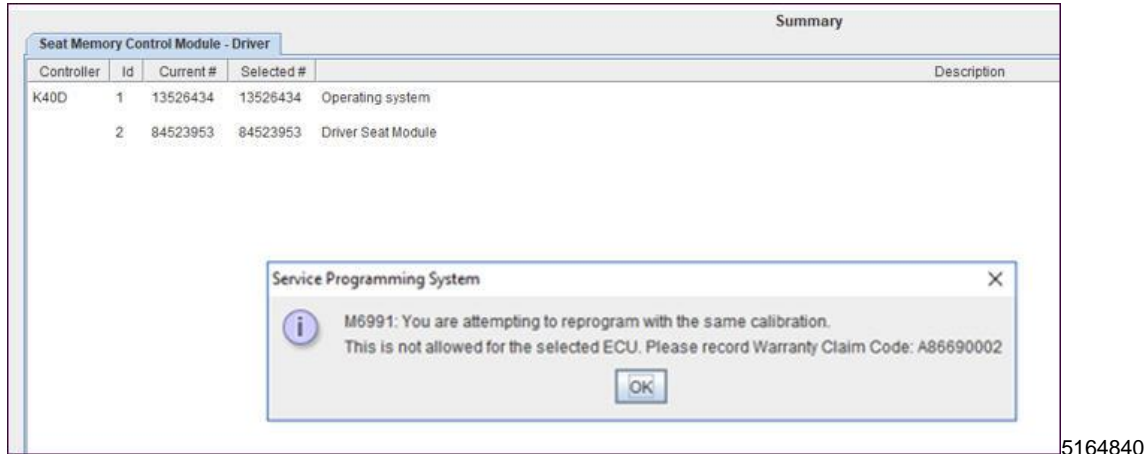 Summary
Seat Memory Control Module - Driver
Controller Id Current # Selected # Description
K40D 1 13526434 13526434 Operating system
2 84523953 84523953 Driver Seat Module
Service Programming System
M6991: You are attempting to reprogram with the same calibration.
This is not allowed for the selected ECU. Please record Warranty Claim Code: A86690002
OK
5164840